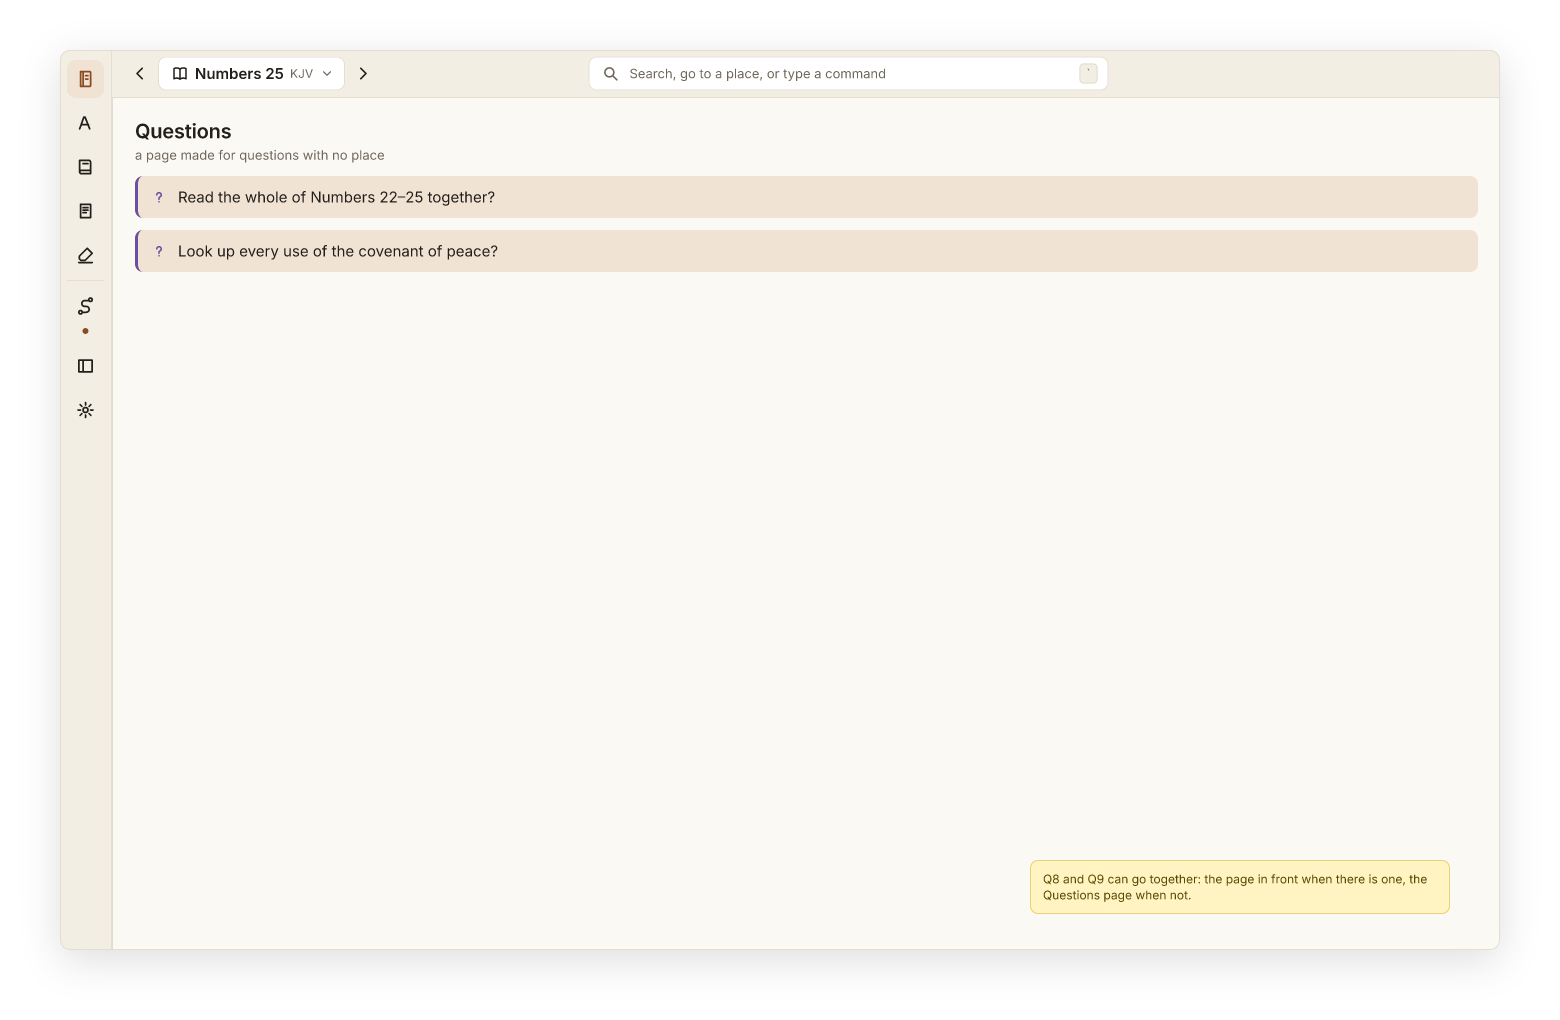 Numbers 25 KJV
Search, go to a place, or type a command
Questions
a page made for questions with no place
? Read the whole of Numbers 22–25 together?
? Look up every use of the covenant of peace?
Q8 and Q9 can go together: the page in front when there is one, the
Questions page when not.